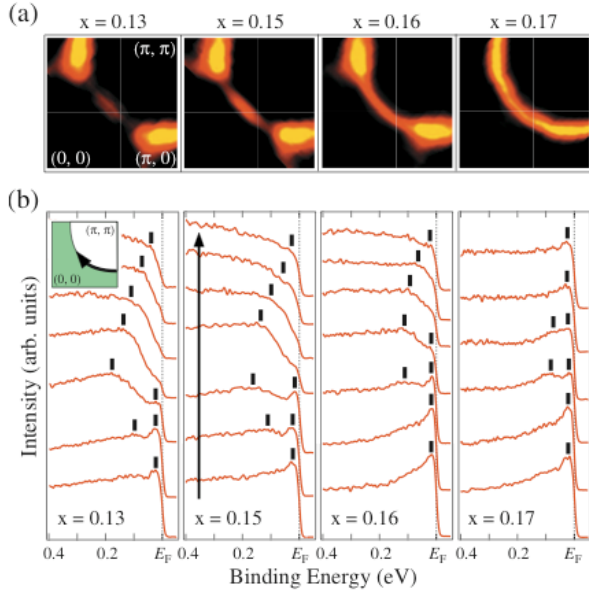 (a)
x = 0.13 x = 0.15 x = 0.16 x = 0.17
(π, π)
(0, 0) (π, 0)
(b)
(π, π)
(0, 0)
Intensity (arb. units)
x = 0.13 x = 0.15 x = 0.16 x = 0.17
0.4 0.2 EF 0.4 0.2 EF 0.4 0.2 EF 0.4 0.2 EF
Binding Energy (eV)